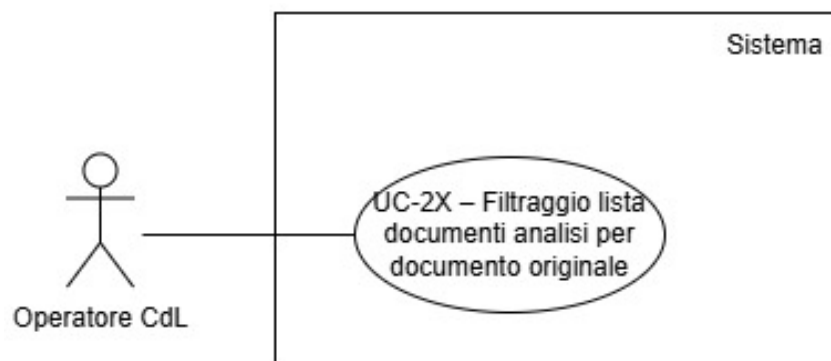 Sistema
UC-2X – Filtraggio lista
documenti analisi per
documento originale
Operatore CdL